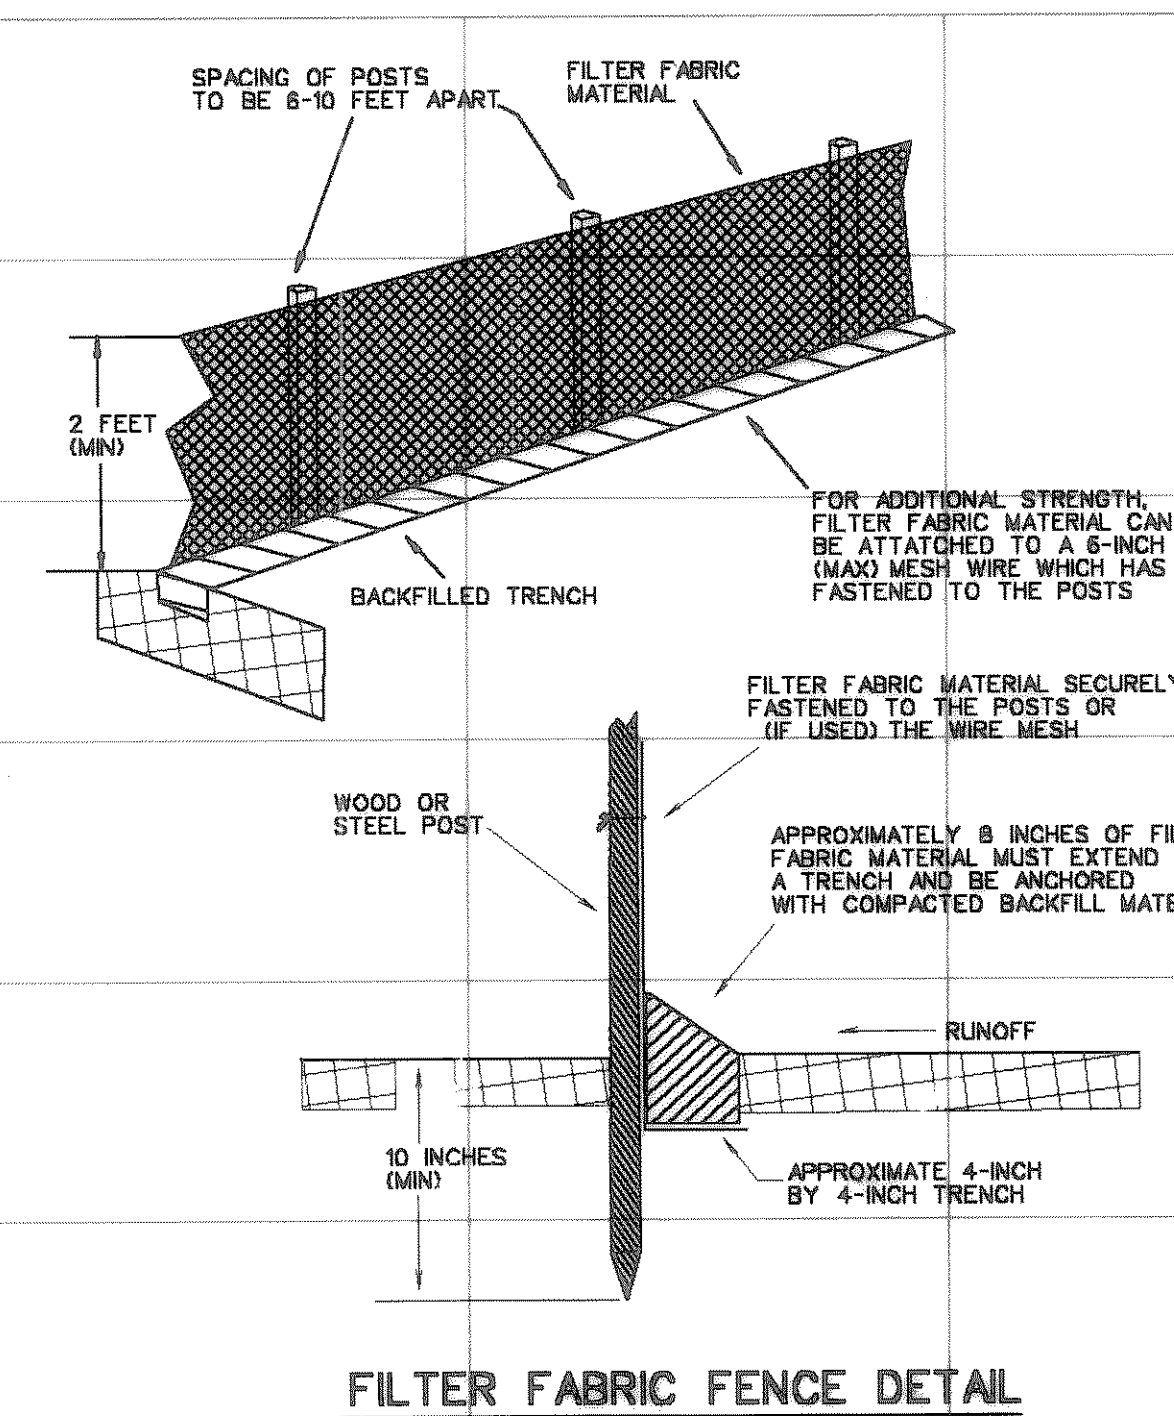 SPACING OF POSTS
TO BE 6-10 FEET APART
FILTER FABRIC
MATERIAL
2 FEET
(MIN)
FOR ADDITIONAL STRENGTH,
FILTER FABRIC MATERIAL CAN
BE ATTATCHED TO A 6-INCH
(MAX) MESH WIRE WHICH HAS
FASTENED TO THE POSTS
BACKFILLED TRENCH
FILTER FABRIC MATERIAL SECURELY
FASTENED TO THE POSTS OR
(IF USED) THE WIRE MESH
WOOD OR
STEEL POST
APPROXIMATELY 8 INCHES OF FIL
FABRIC MATERIAL MUST EXTEND
A TRENCH AND BE ANCHORED
WITH COMPACTED BACKFILL MATE
RUNOFF
10 INCHES
(MIN)
APPROXIMATE 4-INCH
BY 4-INCH TRENCH
FILTER FABRIC FENCE DETAIL